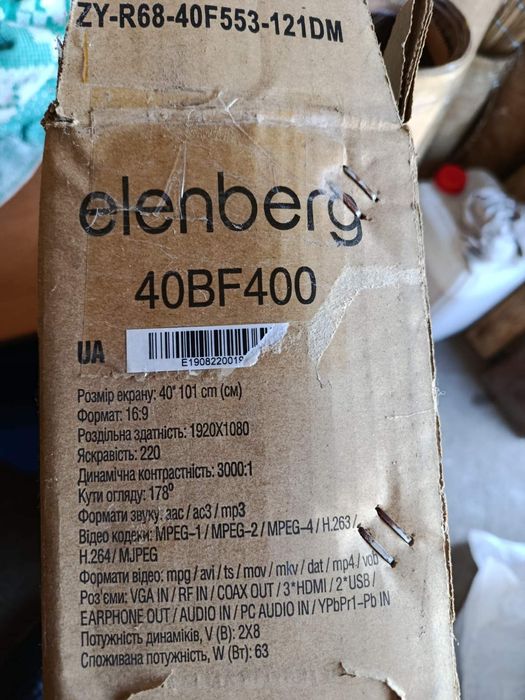 ZY-R68-40F553-121DM
elenberg
40BF400
UA
E1908220019
Розмір екрану: 40" 101 cm (см)
Формат: 16:9
Роздільна здатність: 1920X1080
Яскравість: 220
Динамічна контрастність: 3000:1
Кути огляду: 178º
Формати звуку: aac / ac3 / mp3
Відео кодеки: MPEG-1 / MPEG-2 / MPEG-4 / H.263 /
H.264 / MJPEG
Формати відео: mpg / avi / ts / mov / mkv / dat / mp4 / vob
Роз'єми: VGA IN / RF IN / COAX OUT / 3*HDMI / 2*USB /
EARPHONE OUT / AUDIO IN / PC AUDIO IN / YPbPr1-Pb IN
Потужність динаміків, V (В): 2X8
Споживана потужність, W (Вт): 63